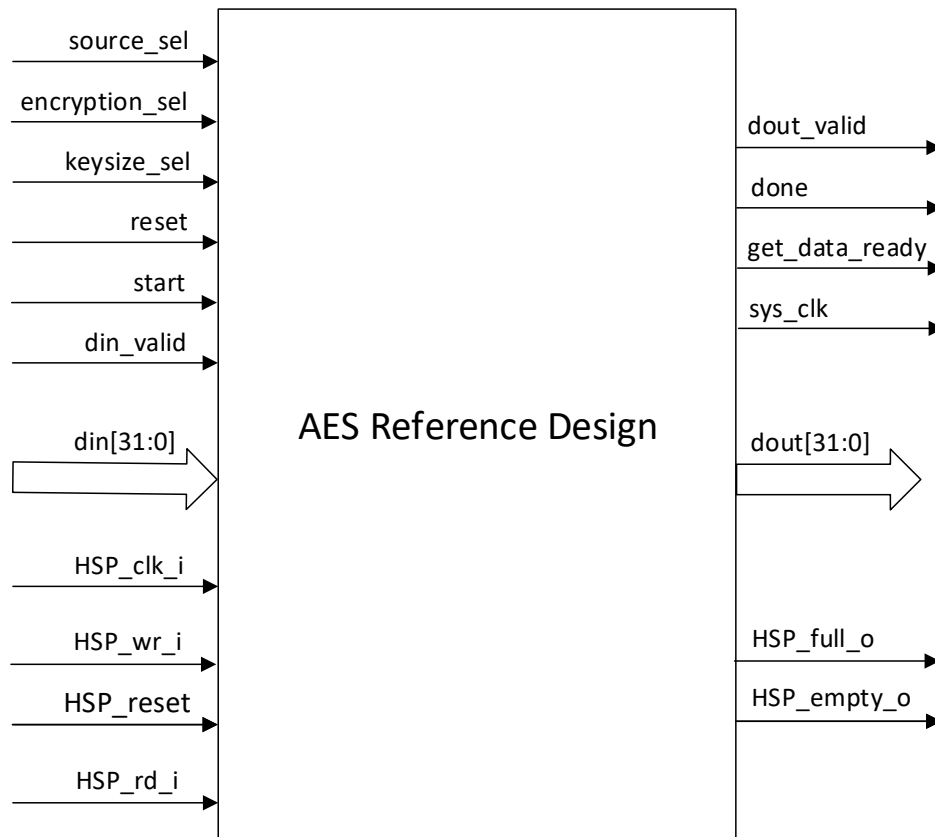 source_sel
encryption_sel
keysize_sel
reset
start
din_valid
din[31:0]
HSP_clk_i
HSP_wr_i
HSP_reset
HSP_rd_i
AES Reference Design
dout_valid
done
get_data_ready
sys_clk
dout[31:0]
HSP_full_o
HSP_empty_o